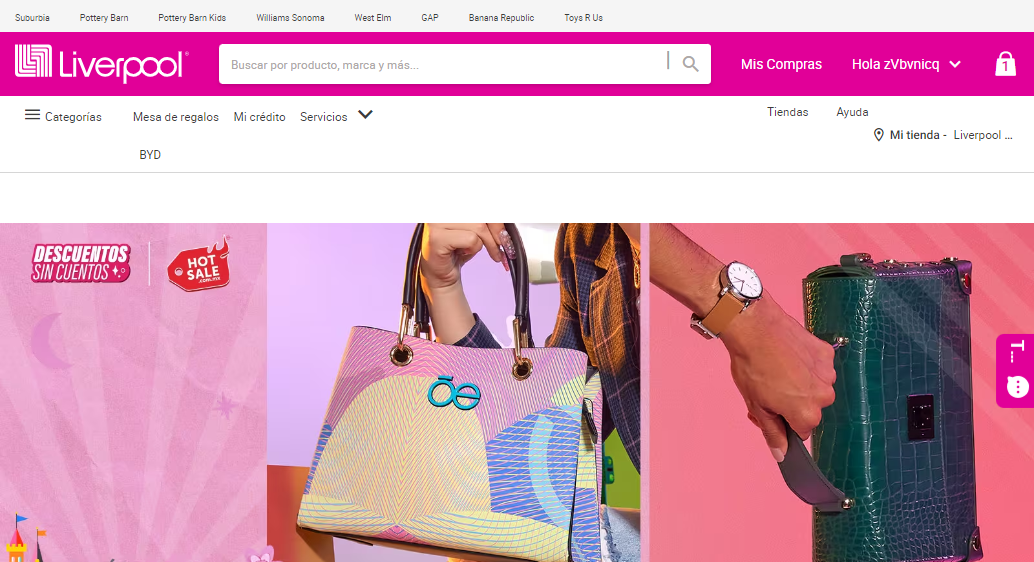 Suburbia Pottery Barn Pottery Barn Kids Williams Sonoma West Elm GAP Banana Republic Toys R Us
Liverpool®
Buscar por producto, marca y más...
Mis Compras
Hola zVbvnicq
1
Categorías
Mesa de regalos Mi crédito Servicios
Tiendas Ayuda
Mi tienda - Liverpool ...
BYD
DESCUENTOS
SIN CUENTOS
HOT
SALE
.COM.MX
ōe
T...